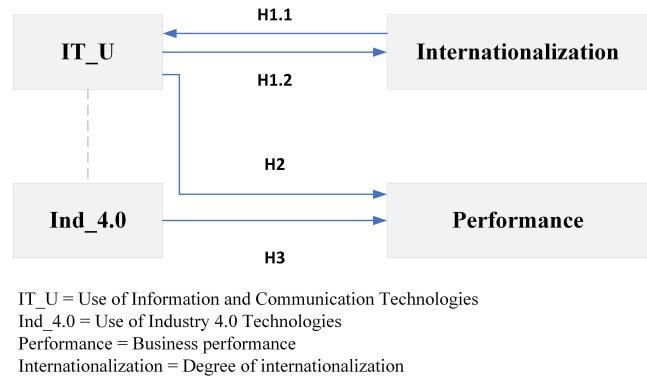 H1.1
IT_U
Internationalization
H1.2
H2
Ind_4.0
Performance
H3
IT_U = Use of Information and Communication Technologies
Ind_4.0 = Use of Industry 4.0 Technologies
Performance = Business performance
Internationalization = Degree of internationalization